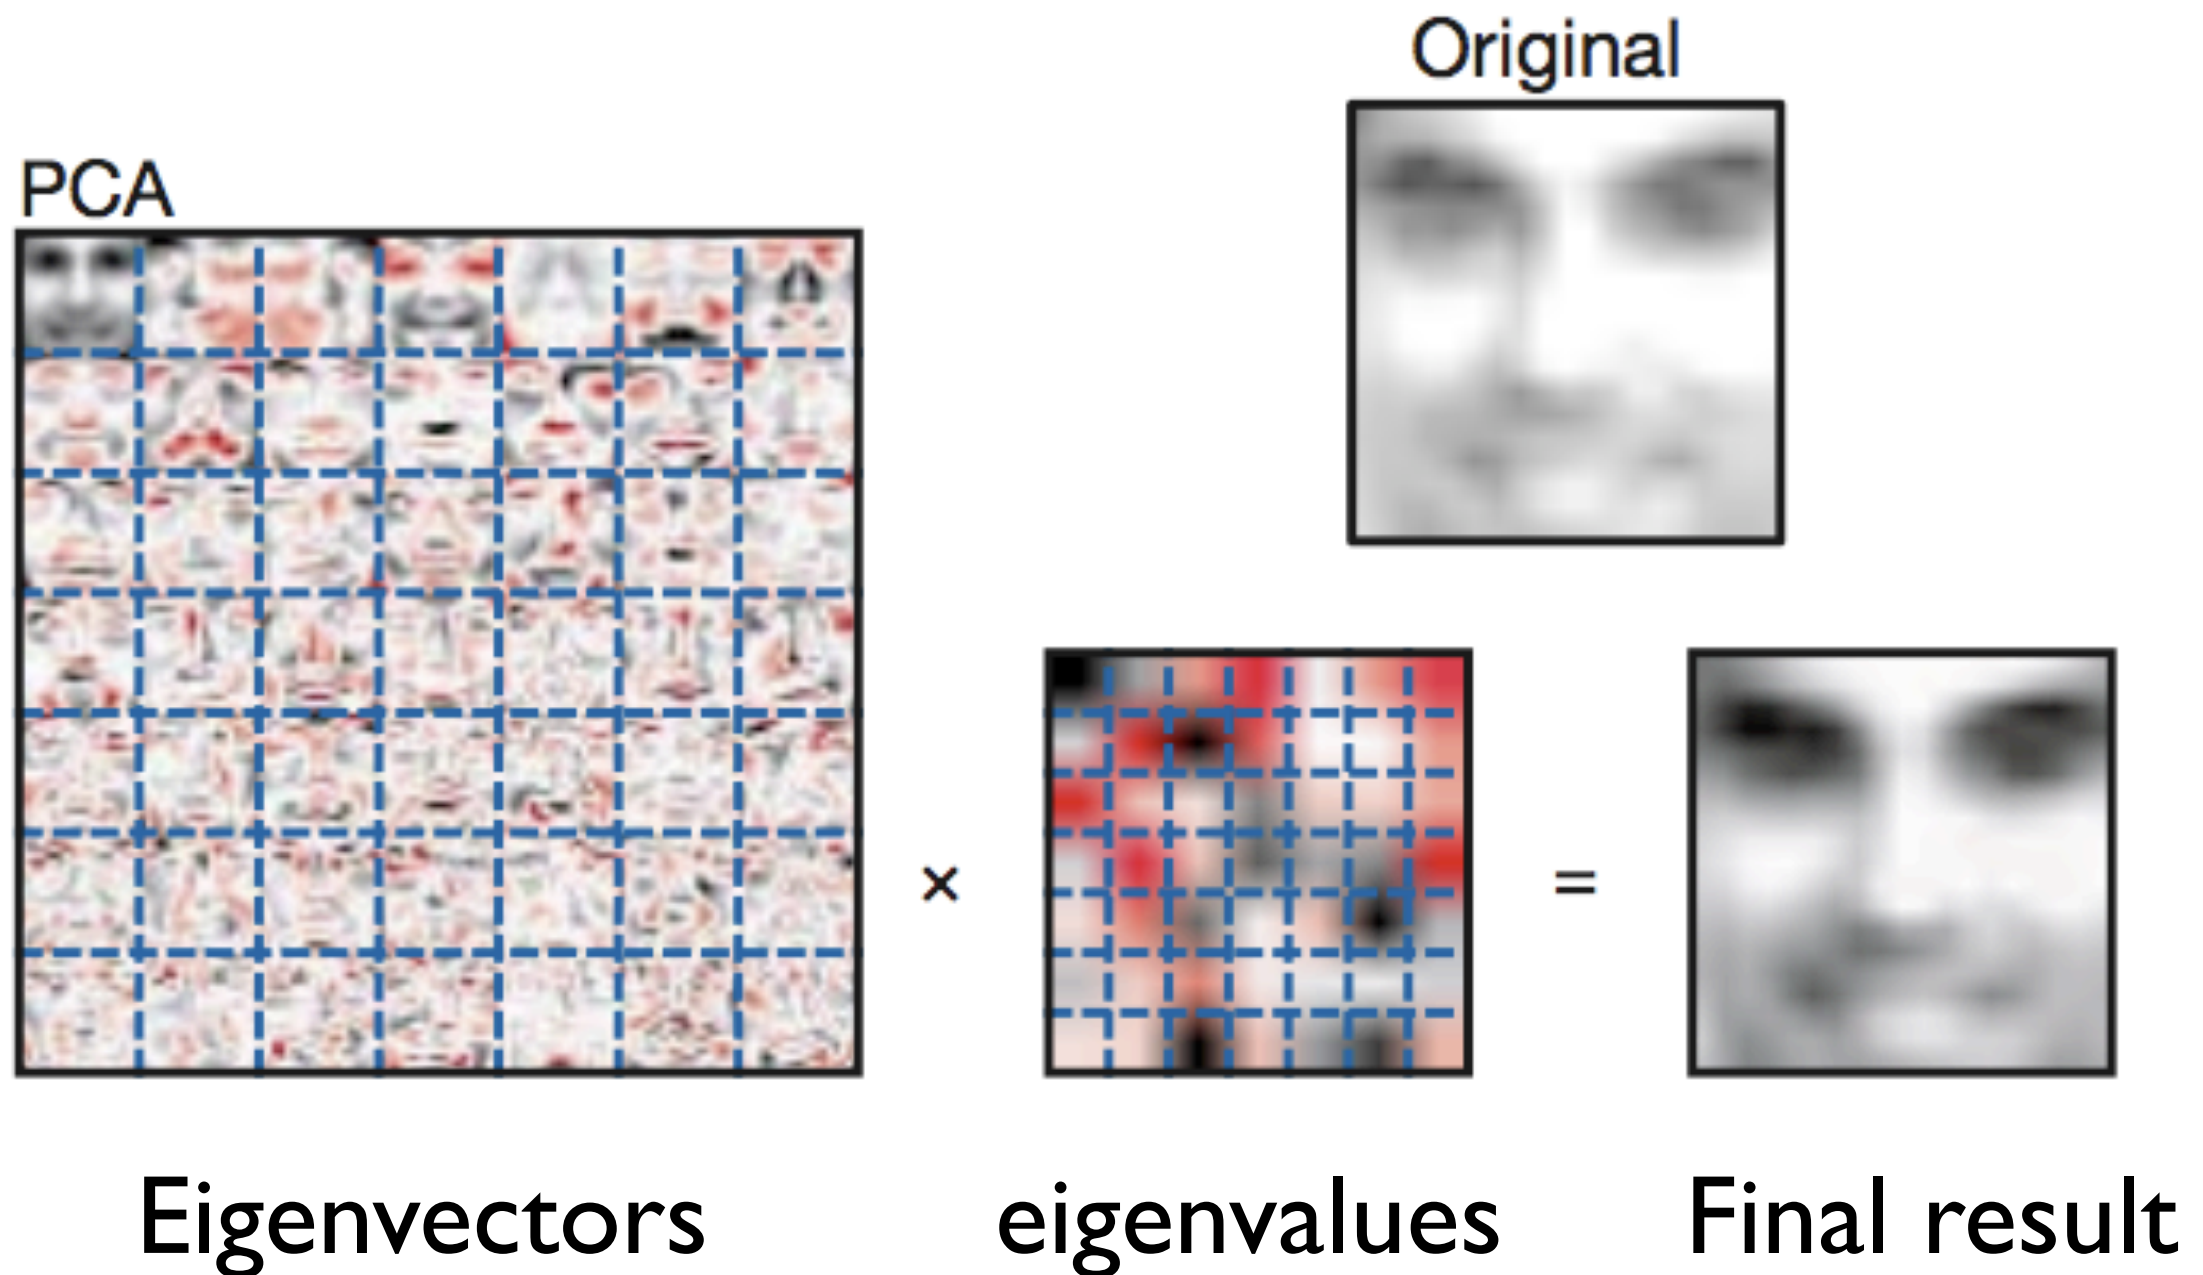 Original
PCA
×
=
Eigenvectors
eigenvalues
Final result